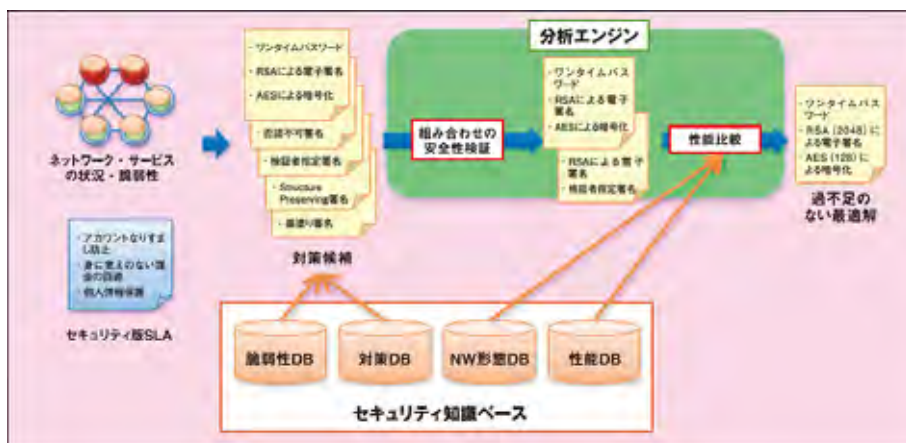 分析エンジン
ネットワーク・サービス
の状況・脆弱性
・アカウントなりすま
し防止
・身に覚えのない課
金の回避
・個人情報保護
セキュリティ版SLA
・ワンタイムパスワード
・RSAによる電子署名
・AESによる暗号化
・否認不可署名
・検証者指定署名
・Structure
Preserving署名
・墨塗り署名
対策候補
組み合わせの
安全性検証
・ワンタイムパス
ワード
・RSAによる電子
署名
・AESによる暗号化
・RSAによる電子
署名
・検証者指定署名
性能比較
・ワンタイムパス
ワード
・RSA (2048) に
よる電子署名
・AES (128) に
よる暗号化
過不足の
ない最適解
脆弱性DB
対策DB
NW形態DB
性能DB
セキュリティ知識ベース